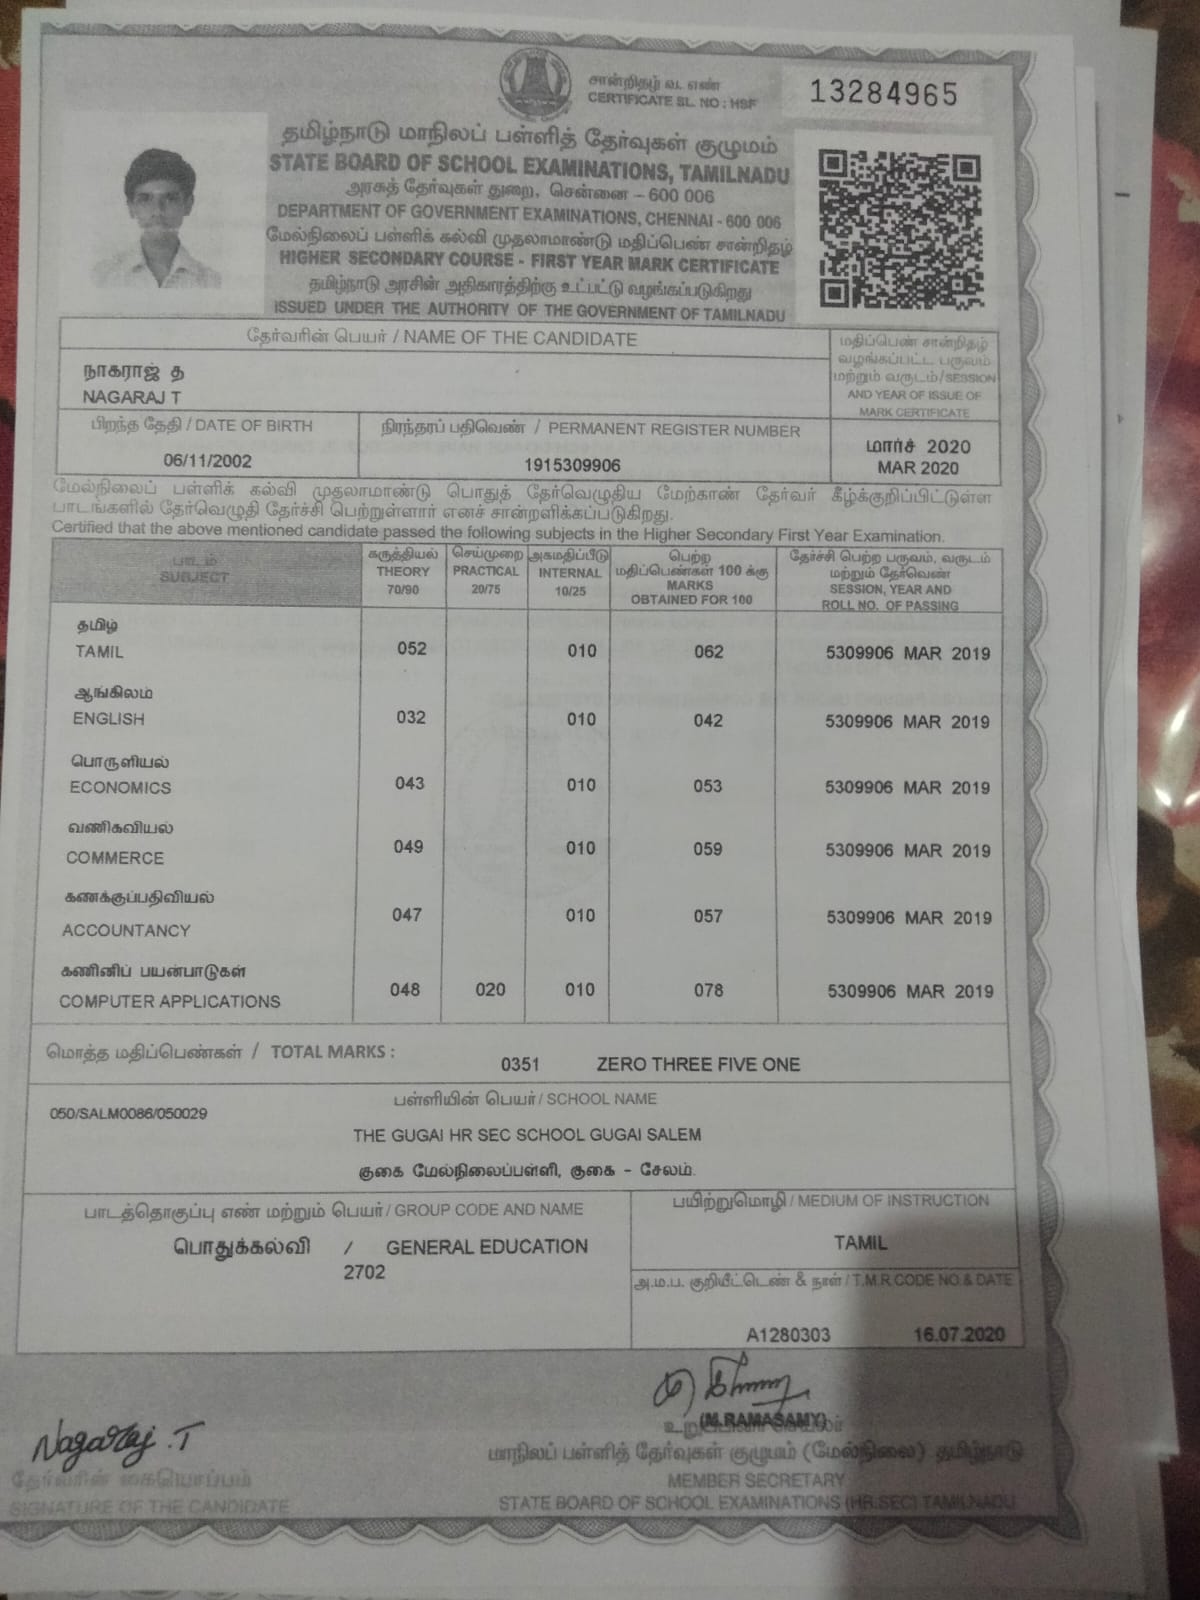 சான்றிதழ் வ. எண்
CERTIFICATE SL. NO : HSF
13284965
தமிழ்நாடு மாநிலப் பள்ளித் தேர்வுகள் குழுமம்
STATE BOARD OF SCHOOL EXAMINATIONS, TAMILNADU
அரசுத் தேர்வுகள் துறை, சென்னை – 600 006
DEPARTMENT OF GOVERNMENT EXAMINATIONS, CHENNAI - 600 006
மேல்நிலைப் பள்ளிக் கல்வி முதலாமாண்டு மதிப்பெண் சான்றிதழ்
HIGHER SECONDARY COURSE - FIRST YEAR MARK CERTIFICATE
தமிழ்நாடு அரசின் அதிகாரத்திற்கு உட்பட்டு வழங்கப்படுகிறது
ISSUED UNDER THE AUTHORITY OF THE GOVERNMENT OF TAMILNADU
தேர்வரின் பெயர் / NAME OF THE CANDIDATE
நாகராஜ் த
NAGARAJ T
மதிப்பெண் சான்றிதழ்
வழங்கப்பட்ட பருவம்
மற்றும் வருடம்/SESSION
AND YEAR OF ISSUE OF
MARK CERTIFICATE
பிறந்த தேதி / DATE OF BIRTH
நிரந்தரப் பதிவெண் / PERMANENT REGISTER NUMBER
மார்ச் 2020
MAR 2020
06/11/2002
1915309906
மேல்நிலைப் பள்ளிக் கல்வி முதலாமாண்டு பொதுத் தேர்வெழுதிய மேற்காண் தேர்வர் கீழ்க்குறிப்பிட்டுள்ள
பாடங்களில் தேர்வெழுதி தேர்ச்சி பெற்றுள்ளார் எனச் சான்றளிக்கப்படுகிறது.
Certified that the above mentioned candidate passed the following subjects in the Higher Secondary First Year Examination.
பாடம்
SUBJECT
கருத்தியல்
THEORY
70/90
செய்முறை
PRACTICAL
20/75
அகமதிப்பீடு
INTERNAL
10/25
பெற்ற
மதிப்பெண்கள் 100 க்கு
MARKS
OBTAINED FOR 100
தேர்ச்சி பெற்ற பருவம், வருடம்
மற்றும் தேர்வெண்
SESSION, YEAR AND
ROLL NO. OF PASSING
தமிழ்
TAMIL 052 010 062 5309906 MAR 2019
ஆங்கிலம்
ENGLISH 032 010 042 5309906 MAR 2019
பொருளியல்
ECONOMICS 043 010 053 5309906 MAR 2019
வணிகவியல்
COMMERCE 049 010 059 5309906 MAR 2019
கணக்குப்பதிவியல்
ACCOUNTANCY 047 010 057 5309906 MAR 2019
கணினிப் பயன்பாடுகள்
COMPUTER APPLICATIONS 048 020 010 078 5309906 MAR 2019
மொத்த மதிப்பெண்கள் / TOTAL MARKS : 0351 ZERO THREE FIVE ONE
பள்ளியின் பெயர் / SCHOOL NAME
050/SALM0086/050029
THE GUGAI HR SEC SCHOOL GUGAI SALEM
குகை மேல்நிலைப்பள்ளி, குகை - சேலம்.
பாடத்தொகுப்பு எண் மற்றும் பெயர் / GROUP CODE AND NAME
பொதுக்கல்வி / GENERAL EDUCATION
2702
பயிற்றுமொழி / MEDIUM OF INSTRUCTION
TAMIL
அ.ம.ப. குறியீட்டெண் & நாள் / T.M.R.CODE NO.& DATE
A1280303 16.07.2020
Nagaraj .T
தேர்வரின் கையொப்பம்
SIGNATURE OF THE CANDIDATE
(M.RAMASAMY)
மாநிலப் பள்ளித் தேர்வுகள் குழுமம் (மேல்நிலை) தமிழ்நாடு
MEMBER SECRETARY
STATE BOARD OF SCHOOL EXAMINATIONS (HR.SEC) TAMILNADU